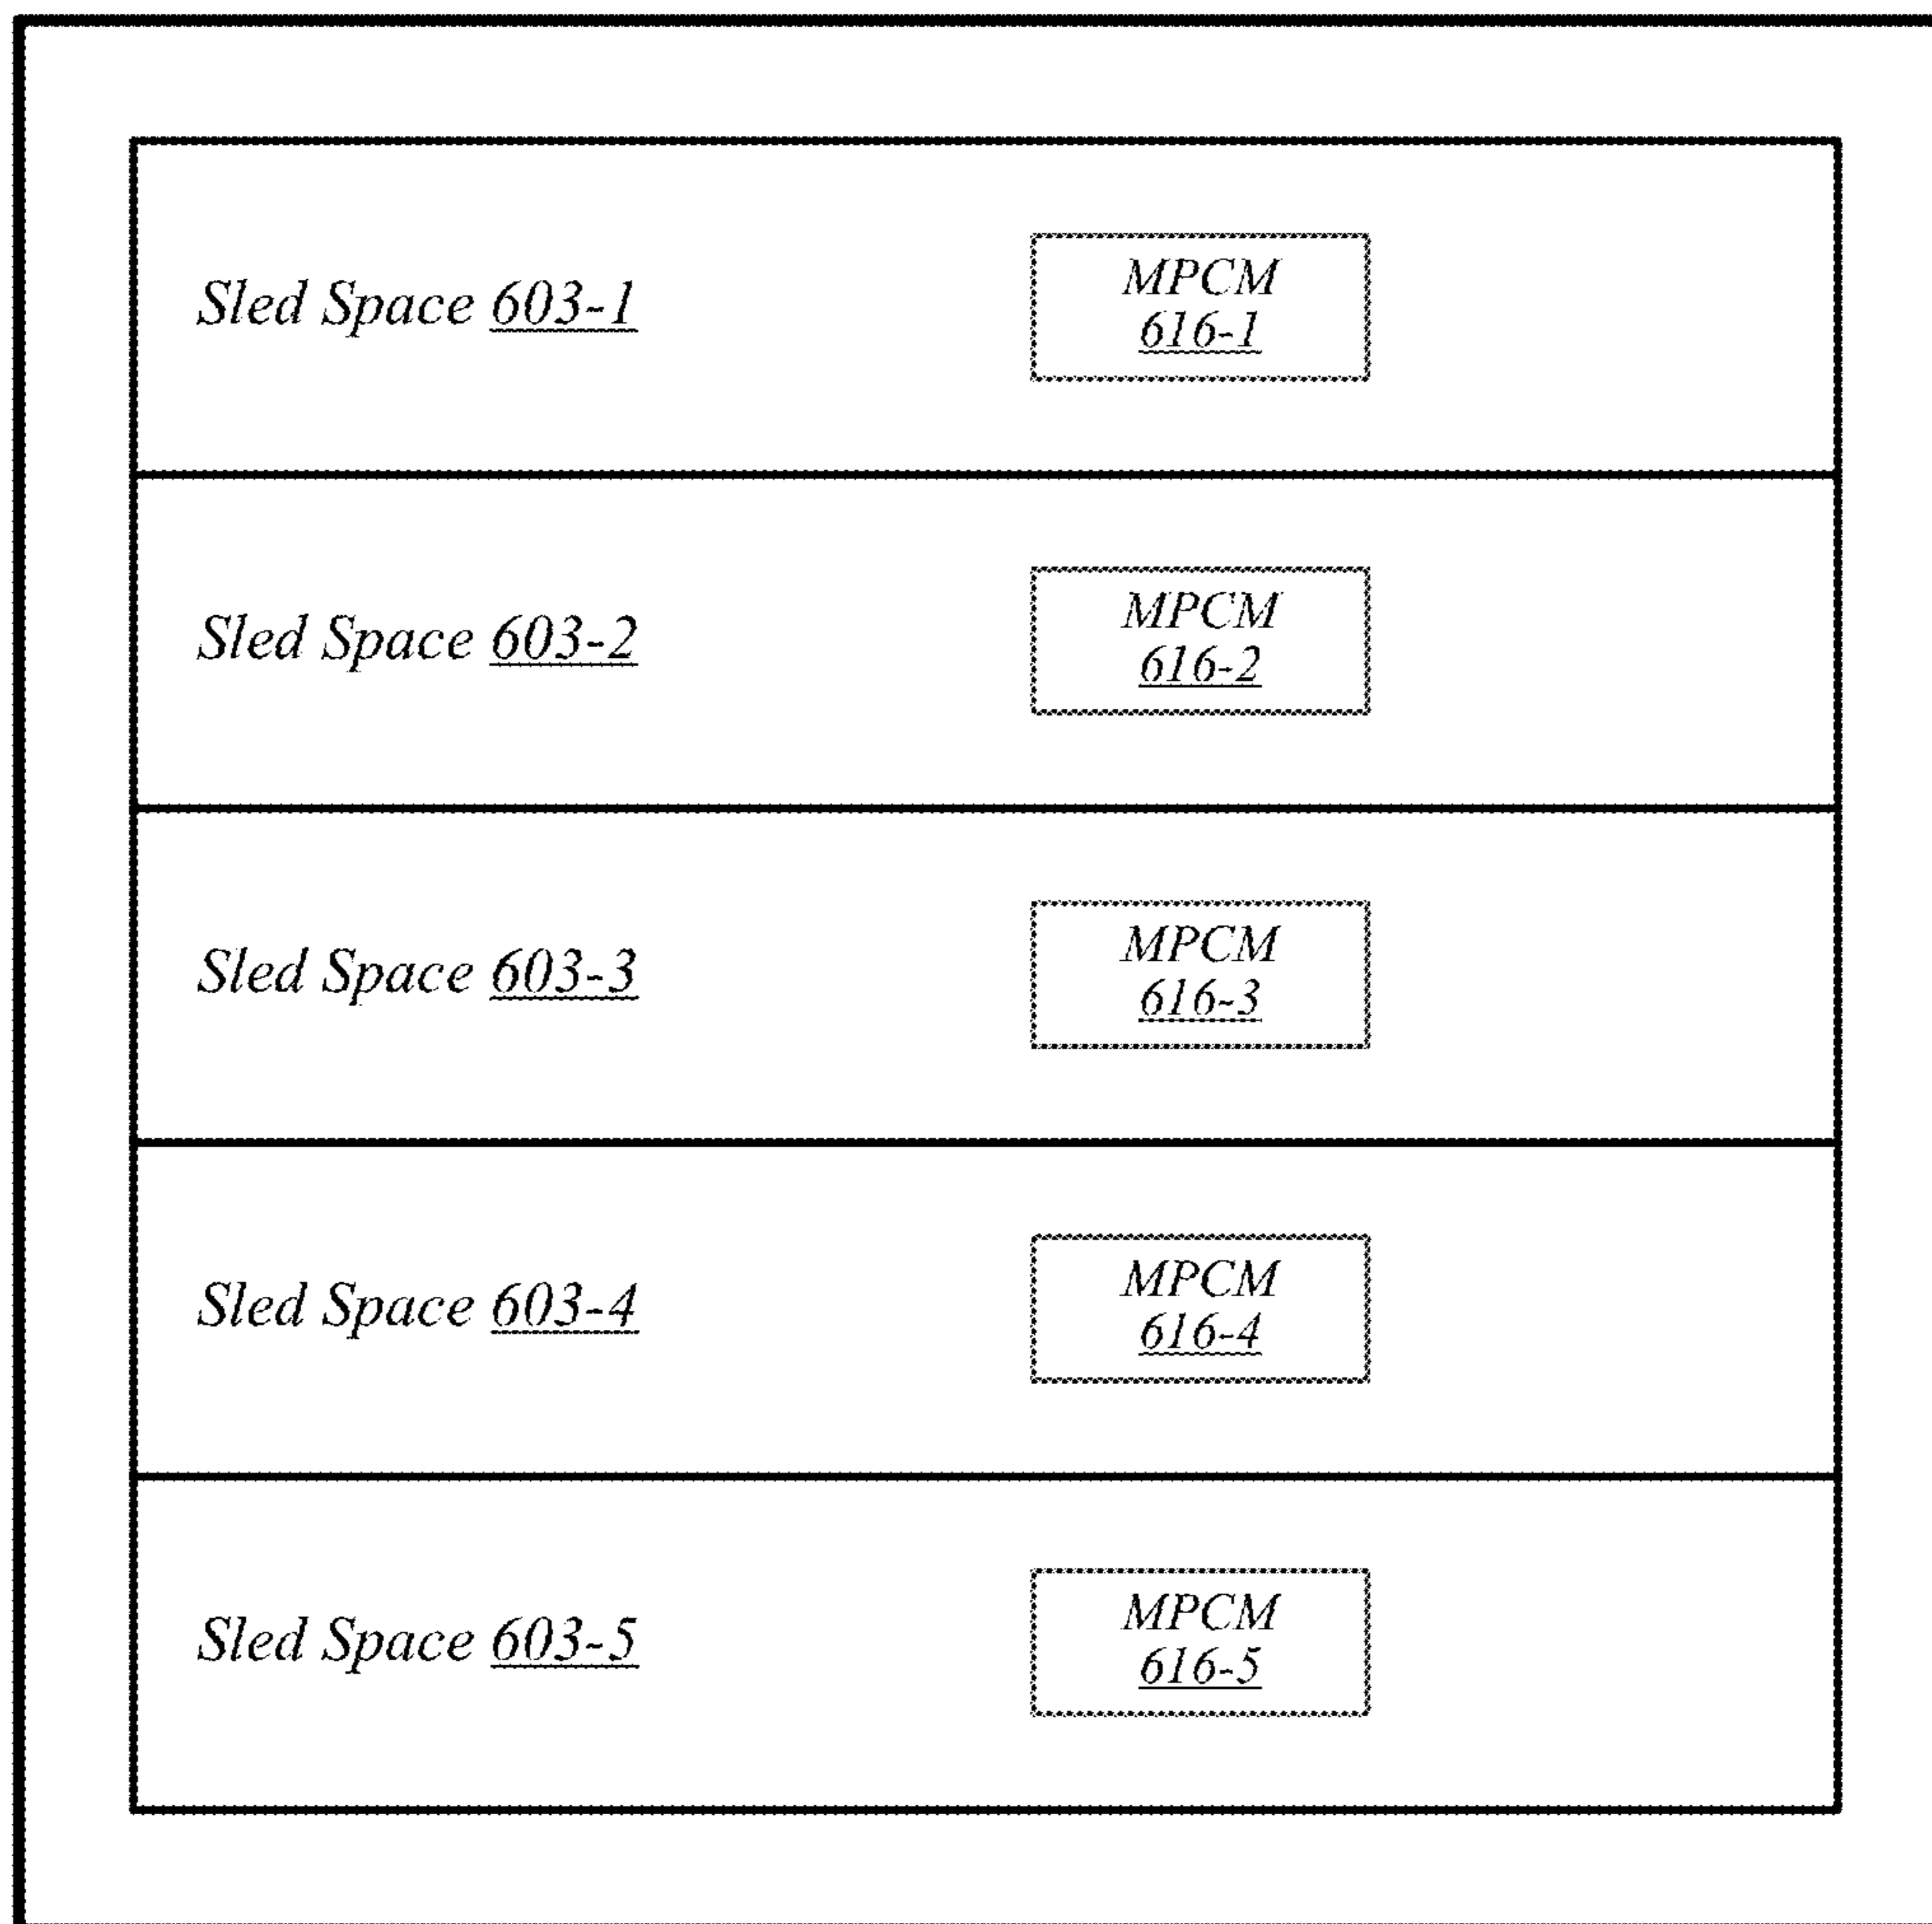 Sled Space 603-1
MPCM
616-1
Sled Space 603-2
MPCM
616-2
Sled Space 603-3
MPCM
616-3
Sled Space 603-4
MPCM
616-4
Sled Space 603-5
MPCM
616-5